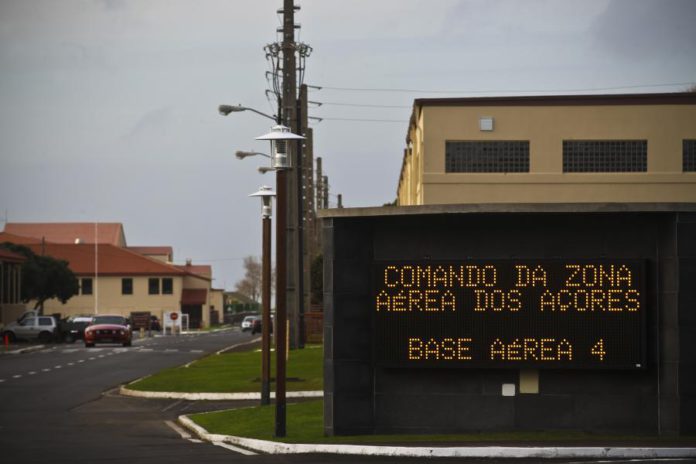 COMANDO DA ZONA
AÉREA DOS AÇORES
BASE AÉREA 4